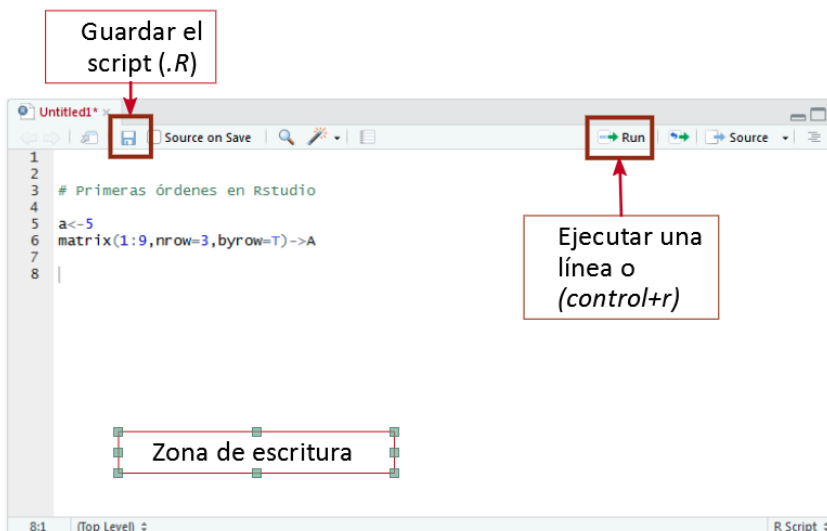 Guardar el
script (.R)
Untitled1* ×
Source on Save
Run
Source
1
2
3 # Primeras órdenes en Rstudio
4
5 a<-5
6 matrix(1:9,nrow=3,byrow=T)->A
7
8
Ejecutar una
línea o
(control+r)
Zona de escritura
8:1 (Top Level)
R Script